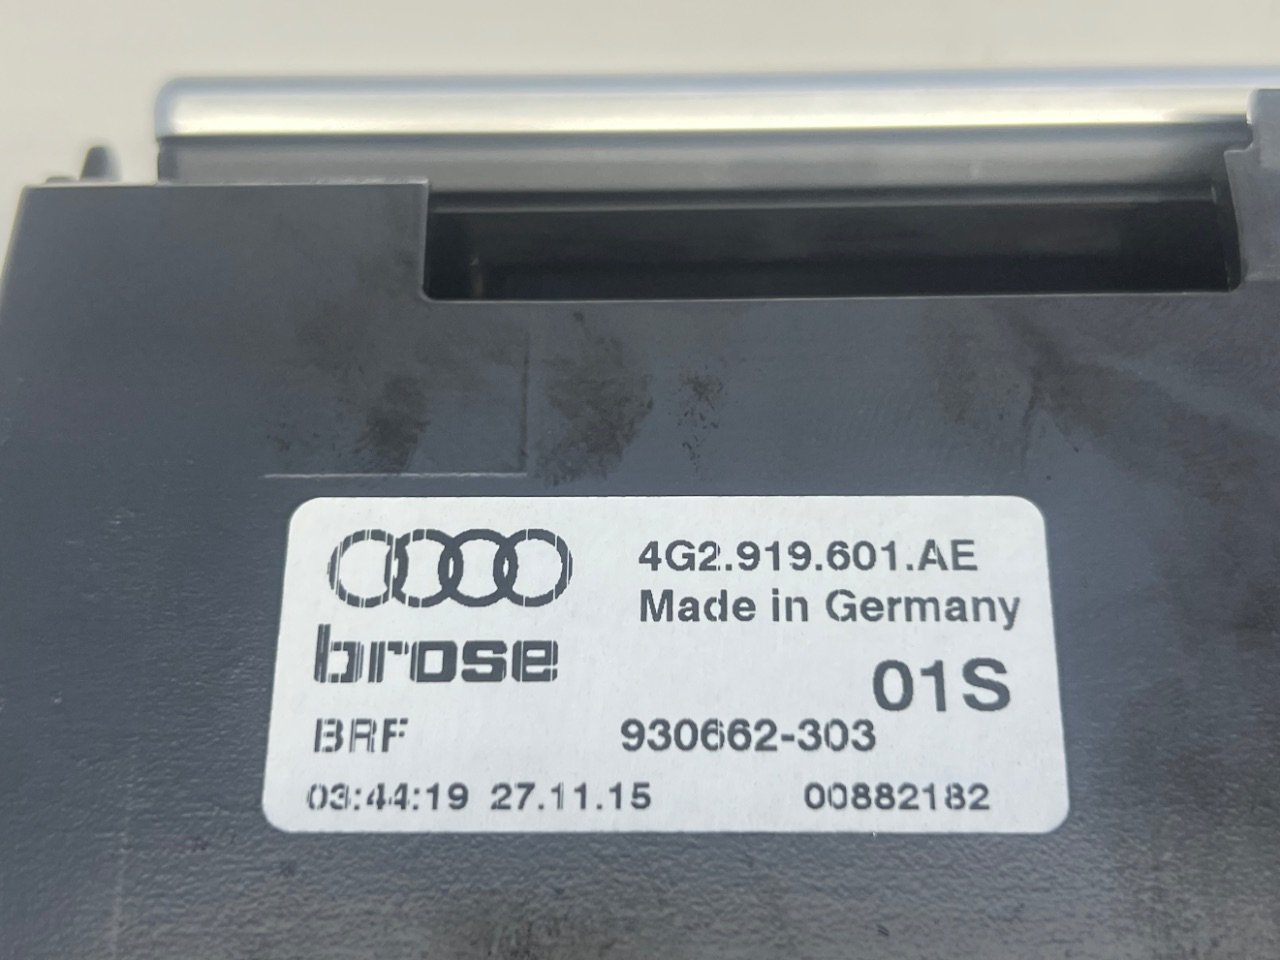 4G2.919.601.AE
Made in Germany
brose
01S
BRF 930662-303
03:44:19 27.11.15 00882182